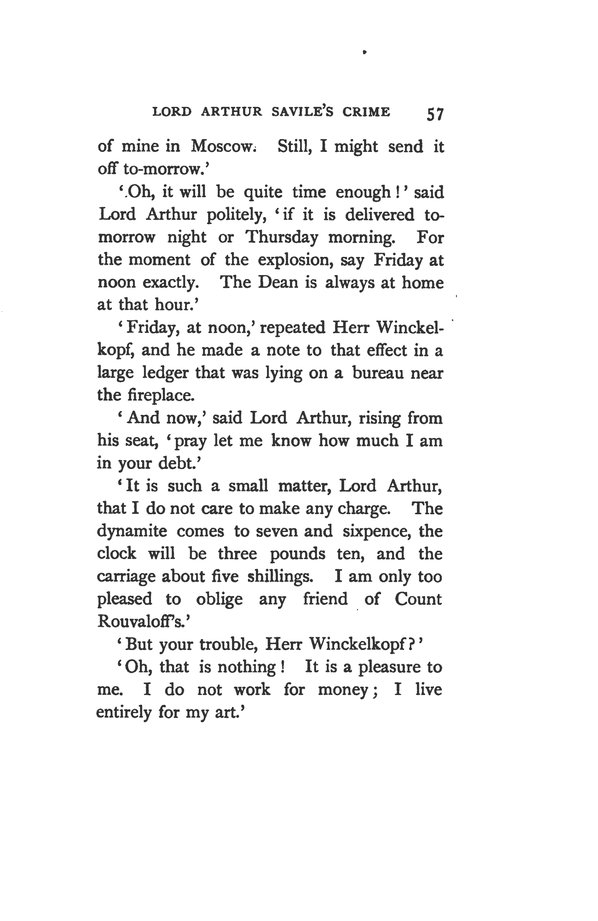 LORD ARTHUR SAVILE'S CRIME 57
of mine in Moscow. Still, I might send it
off to-morrow.'
'Oh, it will be quite time enough!' said
Lord Arthur politely, 'if it is delivered to-
morrow night or Thursday morning. For
the moment of the explosion, say Friday at
noon exactly. The Dean is always at home
at that hour.'
'Friday, at noon,' repeated Herr Winckel-
kopf, and he made a note to that effect in a
large ledger that was lying on a bureau near
the fireplace.
'And now,' said Lord Arthur, rising from
his seat, 'pray let me know how much I am
in your debt.'
'It is such a small matter, Lord Arthur,
that I do not care to make any charge. The
dynamite comes to seven and sixpence, the
clock will be three pounds ten, and the
carriage about five shillings. I am only too
pleased to oblige any friend of Count
Rouvaloff's.'
'But your trouble, Herr Winckelkopf?'
'Oh, that is nothing! It is a pleasure to
me. I do not work for money; I live
entirely for my art.'